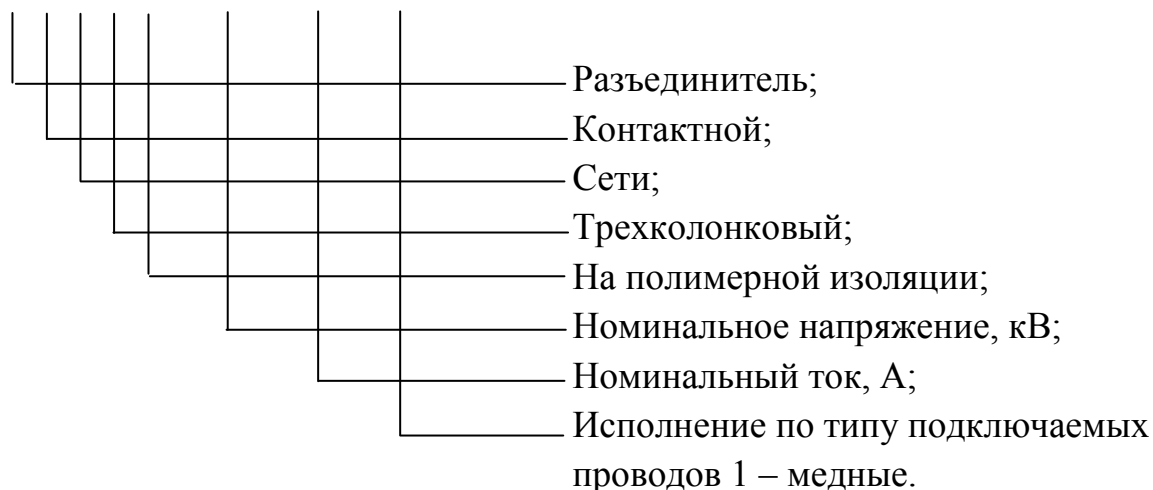 Разъединитель;
Контактной;
Сети;
Трехколонковый;
На полимерной изоляции;
Номинальное напряжение, кВ;
Номинальный ток, А;
Исполнение по типу подключаемых
проводов 1 – медные.